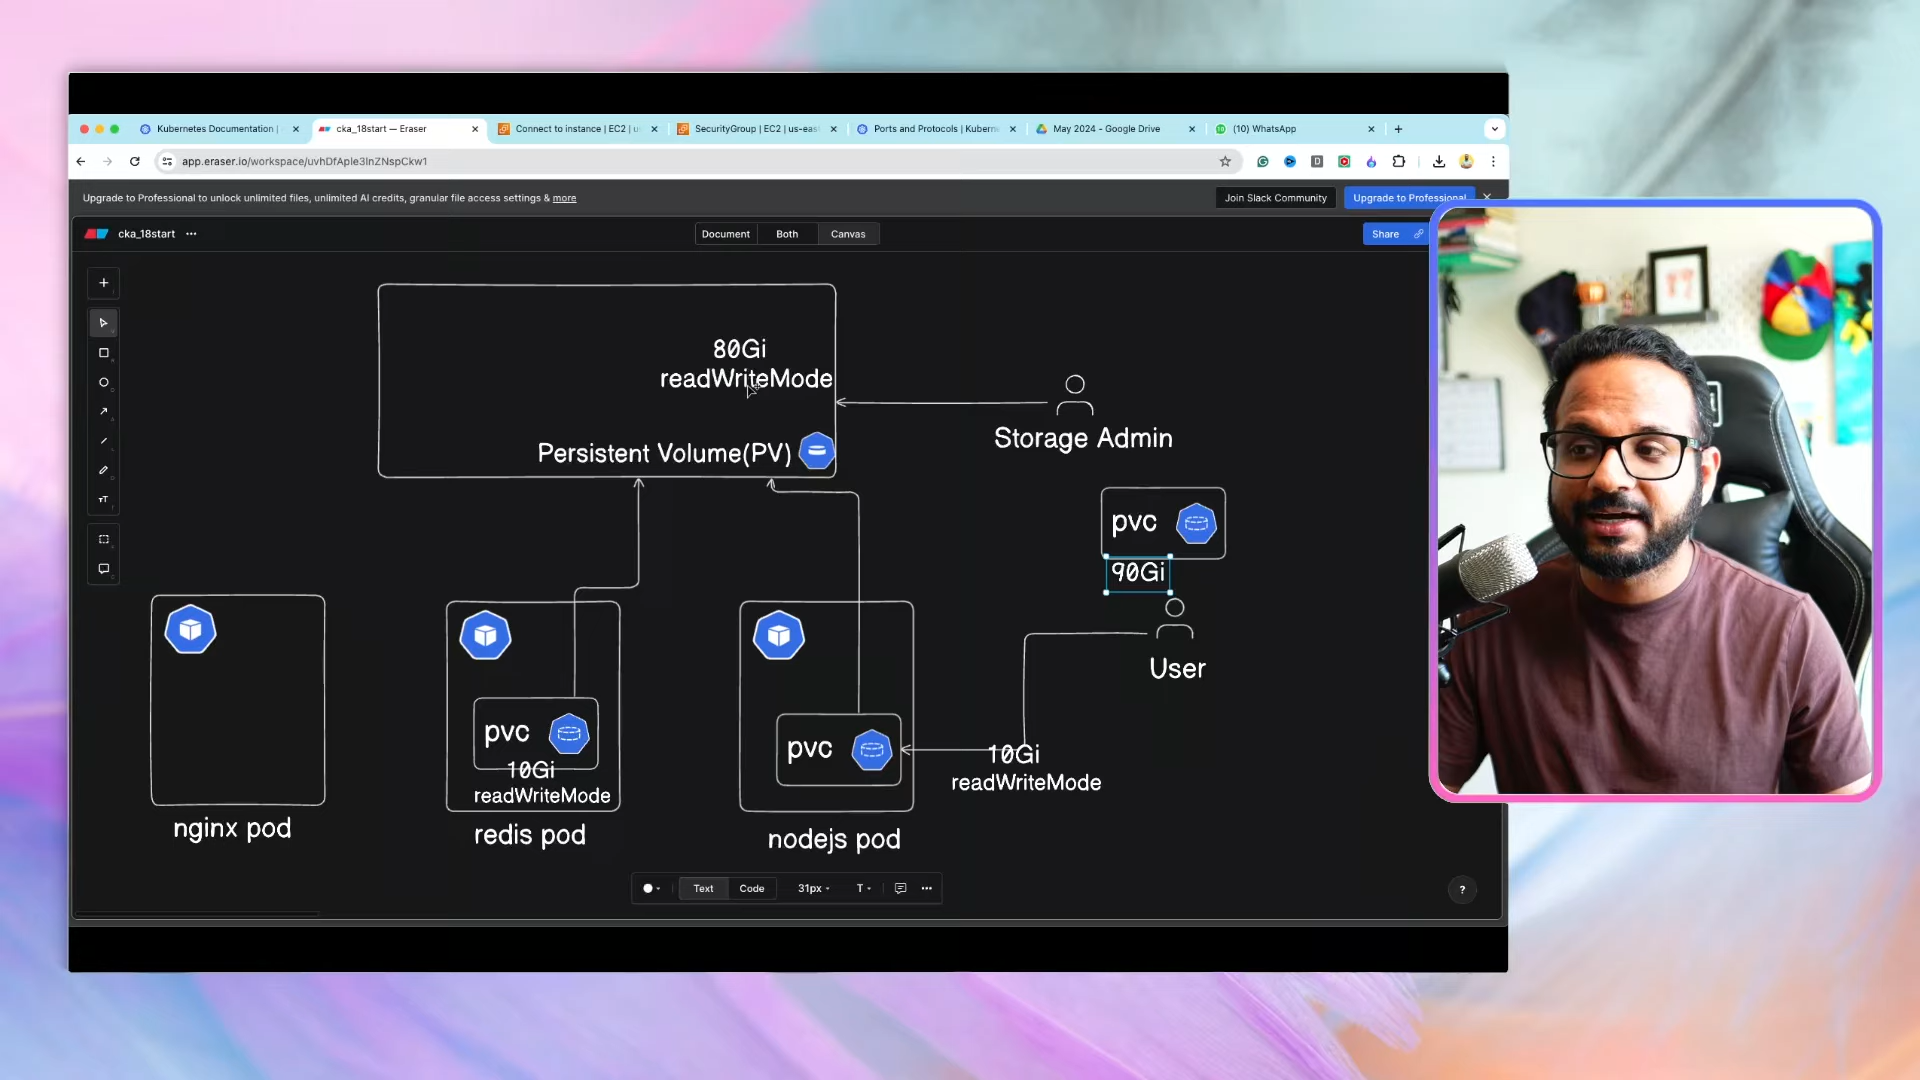 Kubernetes Documentation |
cka_18start — Eraser
Connect to instance | EC2 | u
SecurityGroup | EC2 | us-eas
Ports and Protocols | Kuberne
May 2024 - Google Drive
(10) WhatsApp
app.eraser.io/workspace/uvhDfAple3lnZNspCkw1
Upgrade to Professional to unlock unlimited files, unlimited AI credits, granular file access settings & more
Join Slack Community
Upgrade to Professional
cka_18start
Document
Both
Canvas
Share
80Gi
readWriteMode
Persistent Volume(PV)
Storage Admin
pvc
90Gi
User
pvc
10Gi
readWriteMode
pvc
10Gi
readWriteMode
nginx pod
redis pod
nodejs pod
Text
Code
31px
T
?